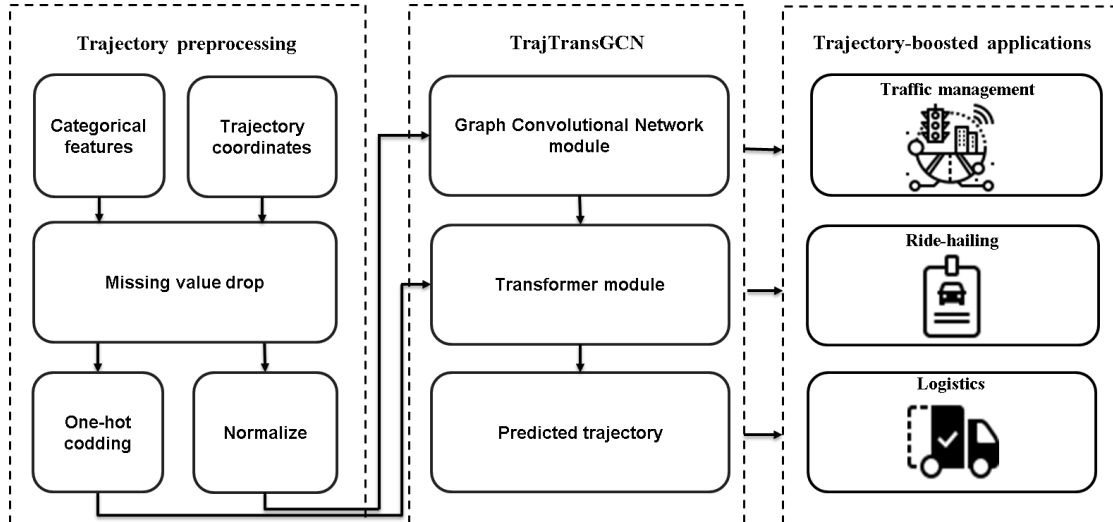 Trajectory preprocessing
Categorical
features
Trajectory
coordinates
Missing value drop
One-hot
codding
Normalize
TrajTransGCN
Graph Convolutional Network
module
Transformer module
Predicted trajectory
Trajectory-boosted applications
Traffic management
Ride-hailing
Logistics